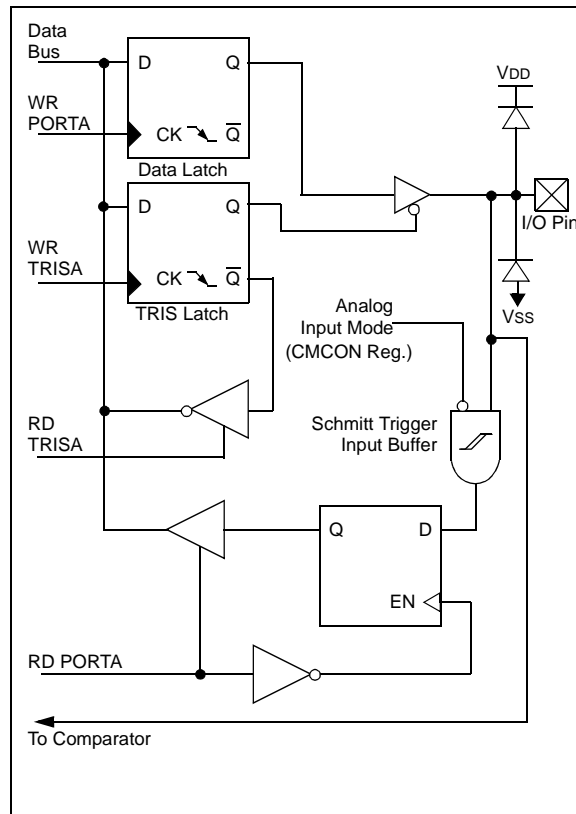 Data
Bus
D Q
VDD
WR
PORTA
CK Q̅
Data Latch
I/O Pin
D Q
WR
TRISA
CK Q̅
TRIS Latch
VSS
Analog
Input Mode
(CMCON Reg.)
RD
TRISA
Schmitt Trigger
Input Buffer
Q D
EN
RD PORTA
To Comparator